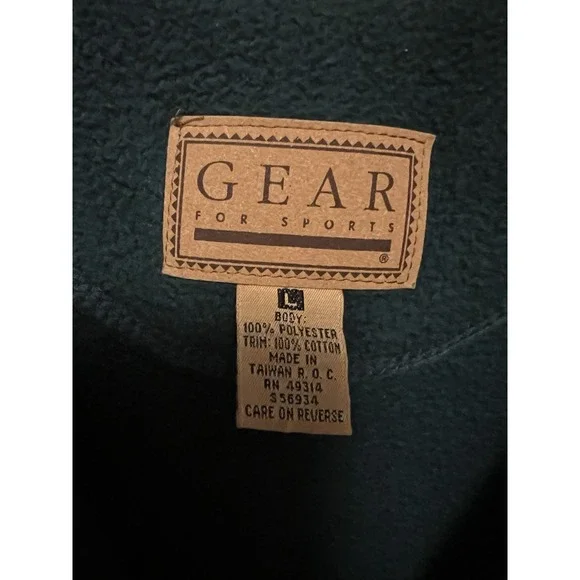 GEAR
FOR SPORTS
®
L
BODY:
100% POLYESTER
TRIM: 100% COTTON
MADE IN
TAIWAN R.O.C.
RN 49314
S56934
CARE ON REVERSE